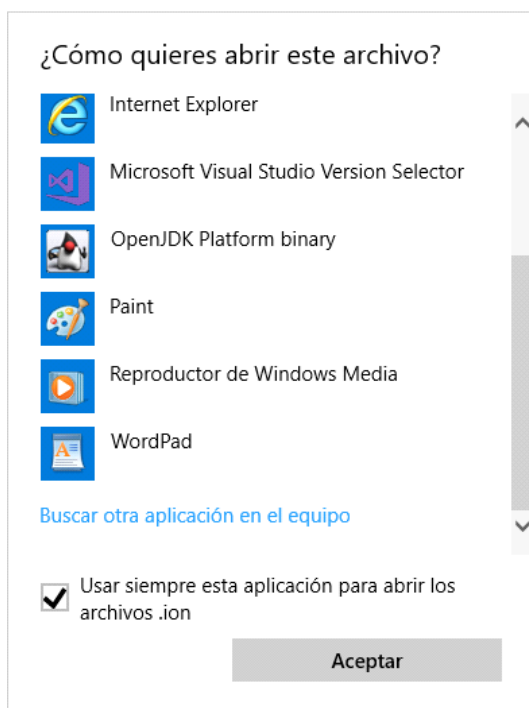 ¿Cómo quieres abrir este archivo?
Internet Explorer
Microsoft Visual Studio Version Selector
OpenJDK Platform binary
Paint
Reproductor de Windows Media
WordPad
Buscar otra aplicación en el equipo
Usar siempre esta aplicación para abrir los
archivos .ion
Aceptar